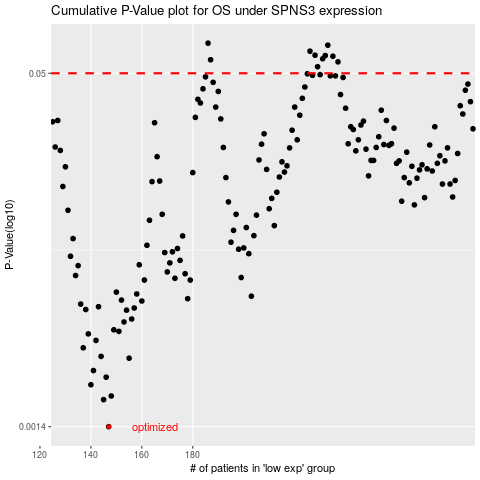 Cumulative P-Value plot for OS under SPNS3 expression
P-Value(log10)
0.05
0.0014
optimized
120 140 160 180
# of patients in 'low exp' group